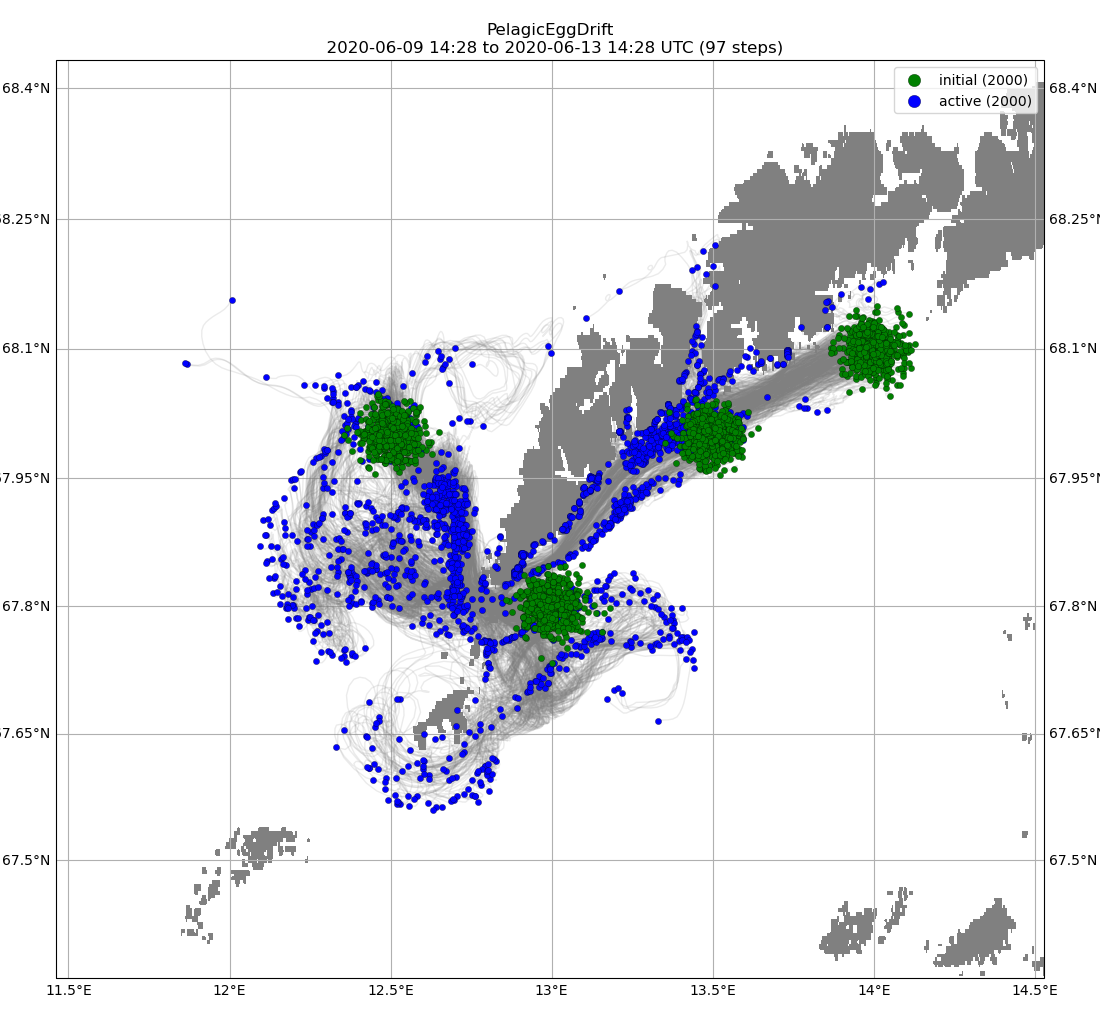 PelagicEggDrift
2020-06-09 14:28 to 2020-06-13 14:28 UTC (97 steps)
initial (2000)
active (2000)
68.4°N
68.4°N
68.25°N
68.25°N
68.1°N
68.1°N
67.95°N
67.95°N
67.8°N
67.8°N
67.65°N
67.65°N
67.5°N
67.5°N
11.5°E
12°E
12.5°E
13°E
13.5°E
14°E
14.5°E